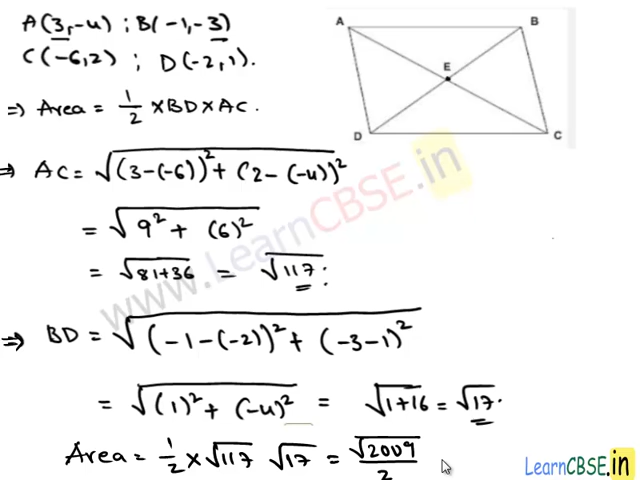 A(3,-4) ; B(-1,-3)
C(-6,2) ; D(-2,1).
⇒ Area = 1/2 × BD × AC.
A B
E
D C
⇒ AC = √((3-(-6))² + (2-(-4))²
= √(9² + (6)²
= √(81+36 = √117 :
⇒ BD = √((-1-(-2))² + (-3-1)²
= √((1)² + (-4)² = √(1+16 = √17.
Area = 1/2 × √117 √17 = √2009/2
www.LearnCBSE.in
LearnCBSE.in